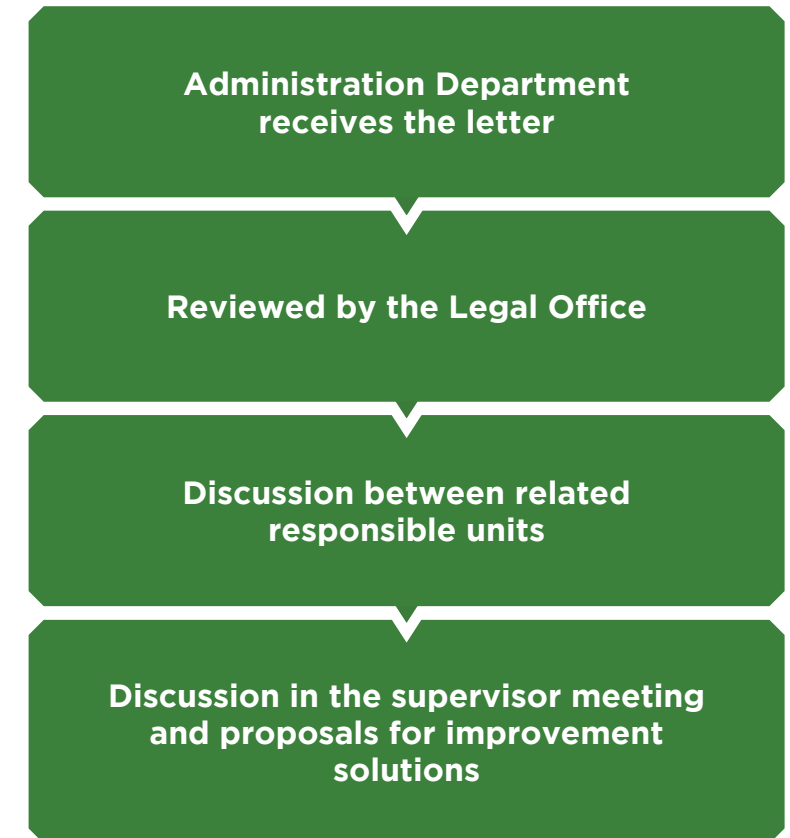 Administration Department
receives the letter
Reviewed by the Legal Office
Discussion between related
responsible units
Discussion in the supervisor meeting
and proposals for improvement
solutions